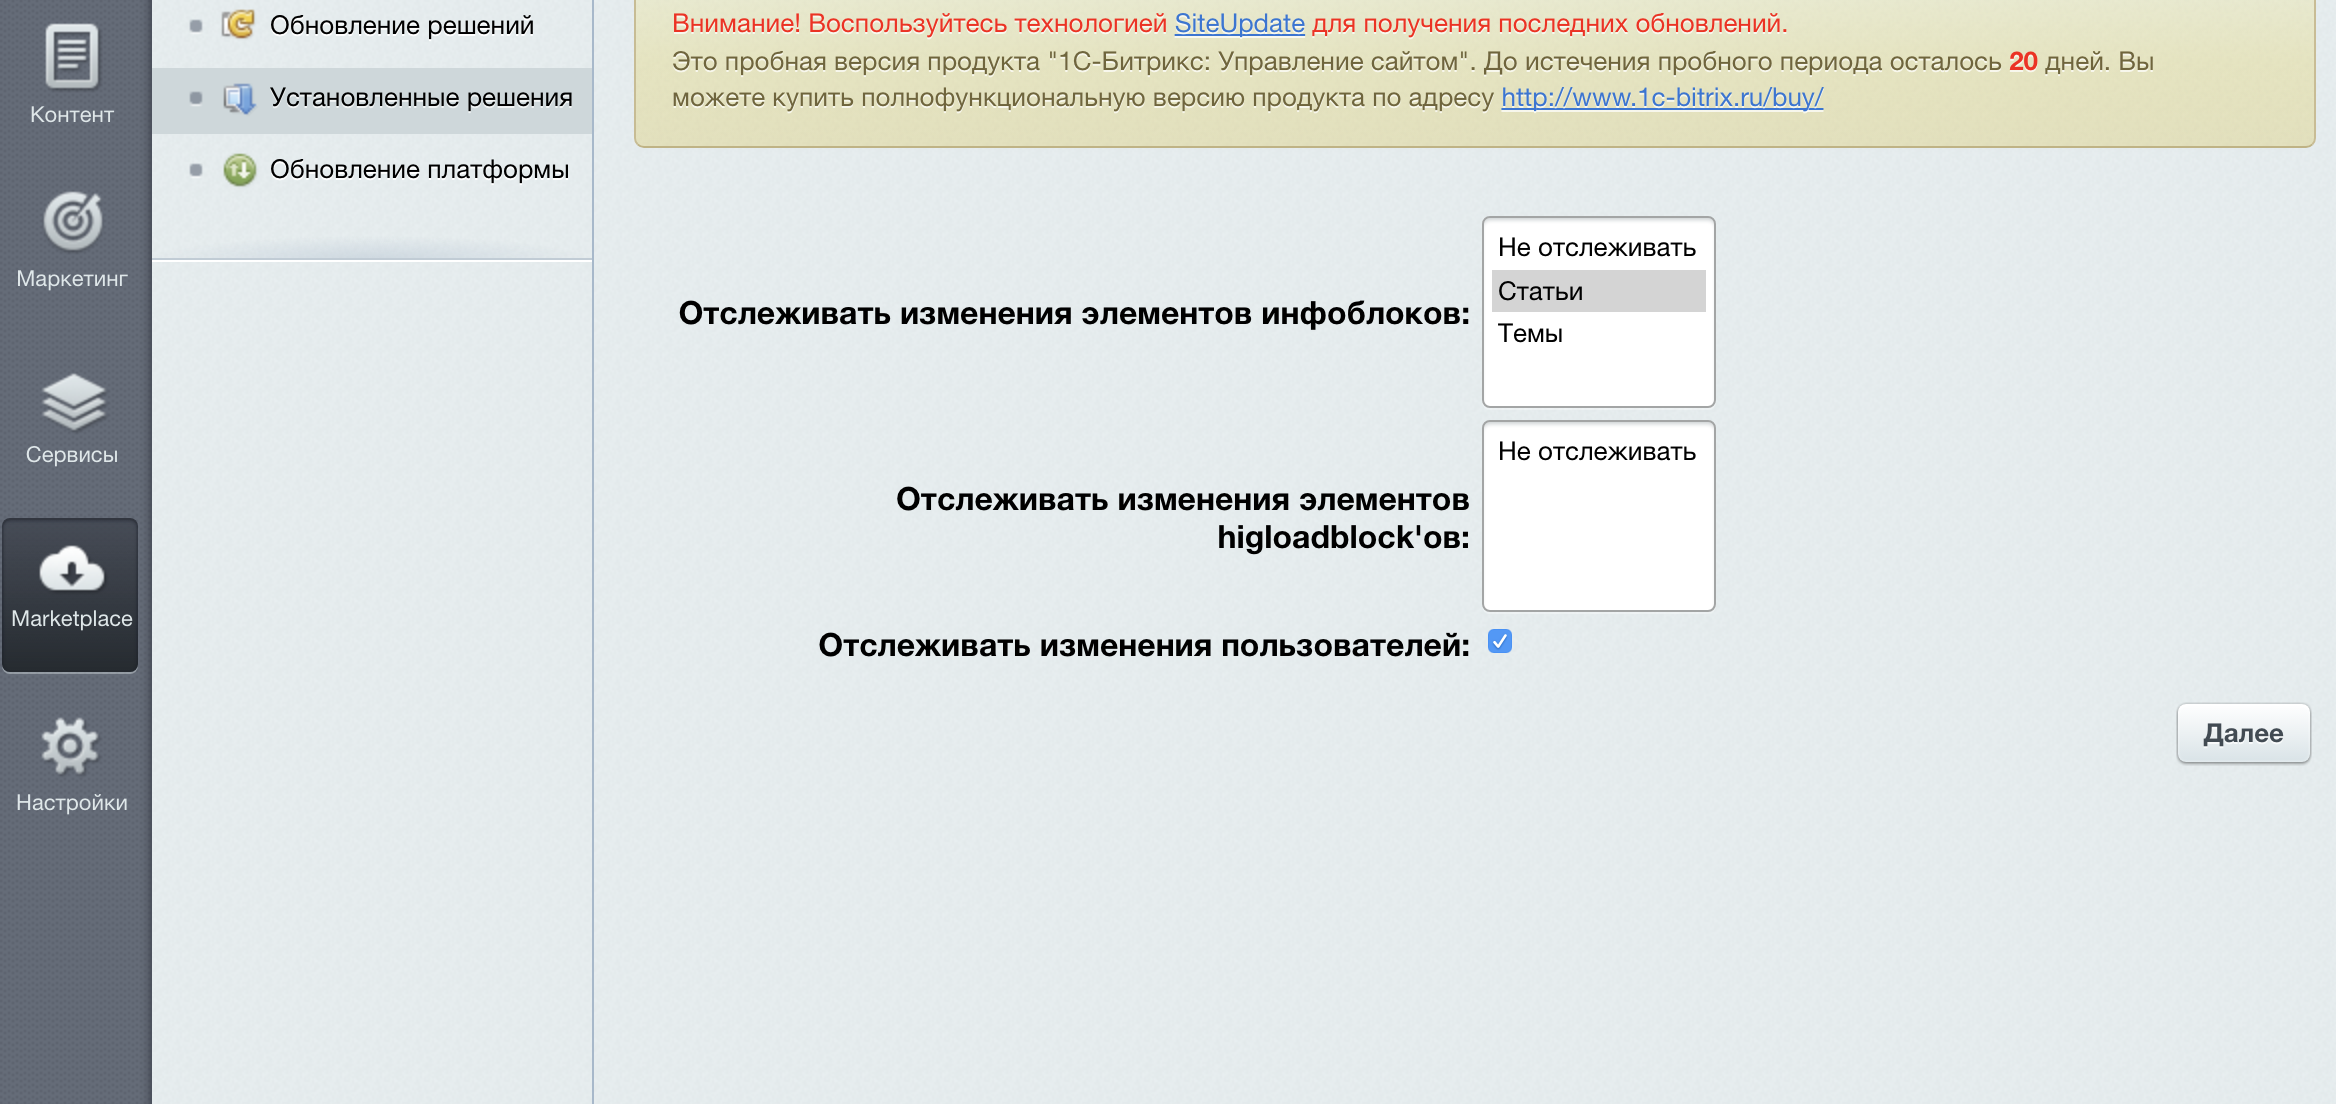 Контент
Маркетинг
Сервисы
Marketplace
Настройки
Обновление решений
Установленные решения
Обновление платформы
Внимание! Воспользуйтесь технологией SiteUpdate для получения последних обновлений.
Это пробная версия продукта "1С-Битрикс: Управление сайтом". До истечения пробного периода осталось 20 дней. Вы
можете купить полнофункциональную версию продукта по адресу http://www.1c-bitrix.ru/buy/
Отслеживать изменения элементов инфоблоков:
Не отслеживать
Статьи
Темы
Отслеживать изменения элементов
higloadblock'ов:
Не отслеживать
Отслеживать изменения пользователей:
Далее